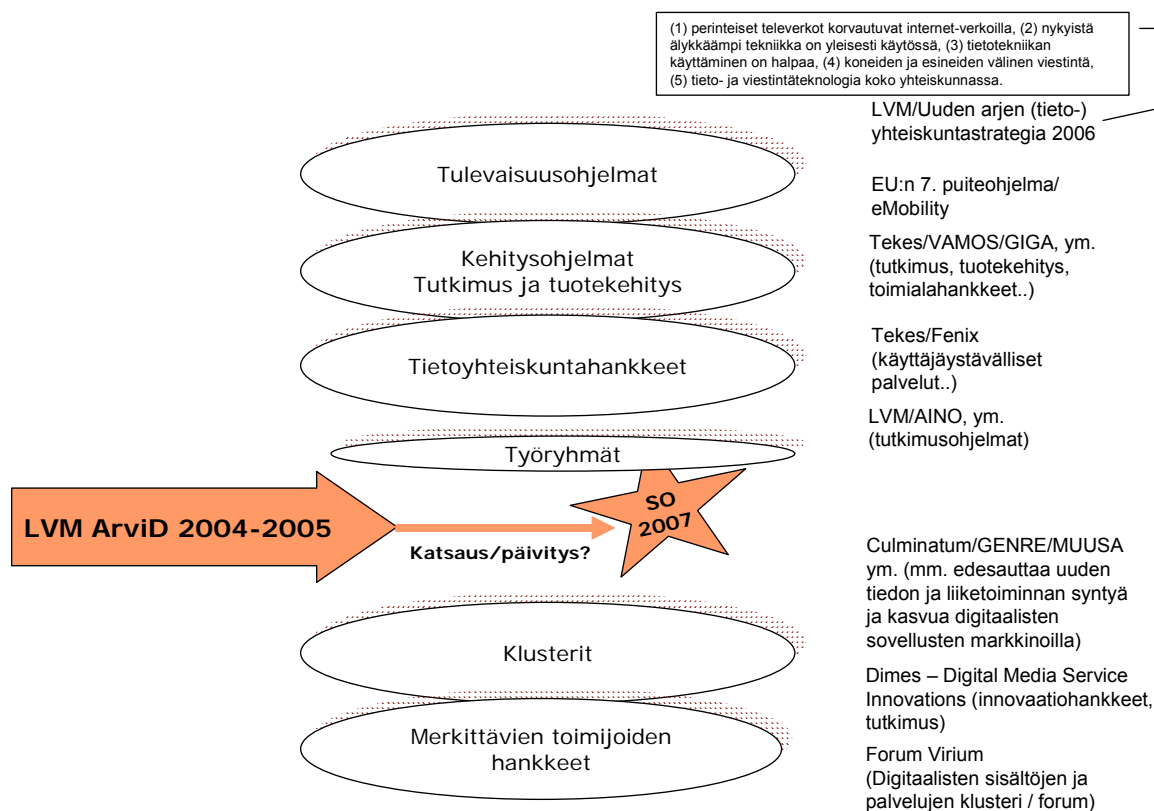 (1) perinteiset televerkot korvautuvat internet-verkoilla, (2) nykyistä
älykkäämpi tekniikka on yleisesti käytössä, (3) tietotekniikan
käyttäminen on halpaa, (4) koneiden ja esineiden välinen viestintä,
(5) tieto- ja viestintäteknologia koko yhteiskunnassa.
LVM/Uuden arjen (tieto-)
yhteiskuntastrategia 2006
Tulevaisuusohjelmat
EU:n 7. puiteohjelma/
eMobility
Kehitysohjelmat
Tutkimus ja tuotekehitys
Tekes/VAMOS/GIGA, ym.
(tutkimus, tuotekehitys,
toimialahankkeet..)
Tietoyhteiskuntahankkeet
Tekes/Fenix
(käyttäjäystävälliset
palvelut..)
LVM/AINO, ym.
(tutkimusohjelmat)
Työryhmät
LVM ArviD 2004-2005
Katsaus/päivitys?
SO
2007
Culminatum/GENRE/MUUSA
ym. (mm. edesauttaa uuden
tiedon ja liiketoiminnan syntyä
ja kasvua digitaalisten
sovellusten markkinoilla)
Klusterit
Dimes – Digital Media Service
Innovations (innovaatiohankkeet,
tutkimus)
Merkittävien toimijoiden
hankkeet
Forum Virium
(Digitaalisten sisältöjen ja
palvelujen klusteri / forum)